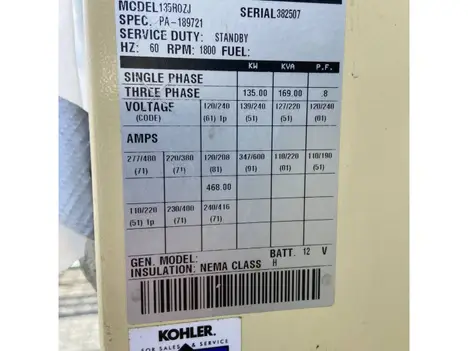 MODEL 135ROZJ SERIAL 382507
SPEC. PA-189721
SERVICE DUTY: STANDBY
HZ: 60 RPM: 1800 FUEL:
KW KVA P.F.
SINGLE PHASE
THREE PHASE 135.00 169.00 .8
VOLTAGE 120/240 139/240 127/220 120/240
(CODE) (61) 1p (51) (51) (01)
AMPS
277/480 220/380 120/208 347/600 110/220 110/190
(71) (71) (81) (91) (01) (51)
468.00
110/220 230/400 240/416
(51) 1p (71) (71)
GEN. MODEL: BATT. 12 V
INSULATION: NEMA CLASS H
KOHLER.
FOR SALES & SERVICE